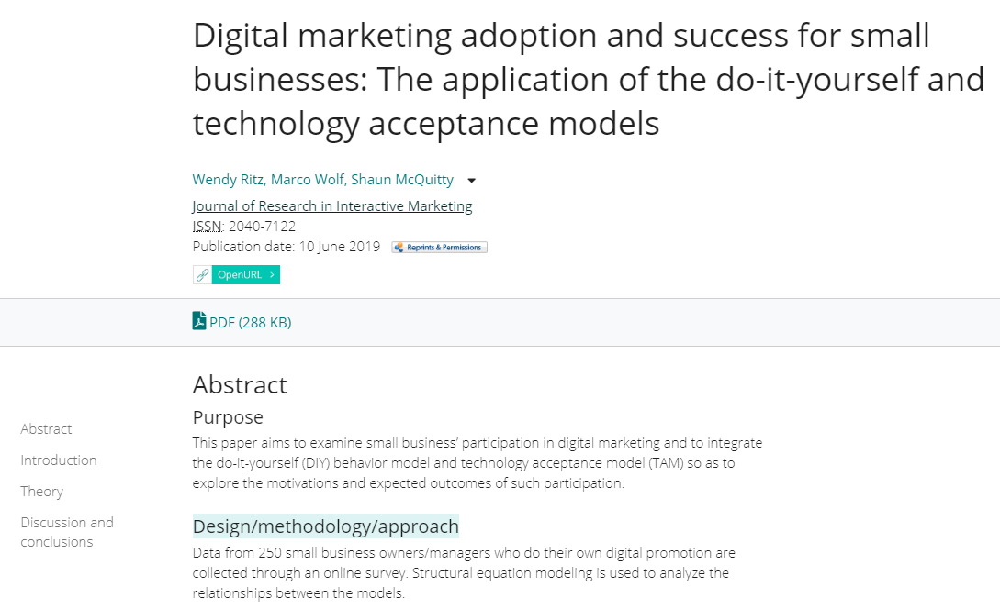 Digital marketing adoption and success for small
businesses: The application of the do-it-yourself and
technology acceptance models
Wendy Ritz, Marco Wolf, Shaun McQuitty
Journal of Research in Interactive Marketing
ISSN: 2040-7122
Publication date: 10 June 2019 Reprints & Permissions
OpenURL >
PDF (288 KB)
Abstract
Introduction
Theory
Discussion and
conclusions
Abstract
Purpose
This paper aims to examine small business’ participation in digital marketing and to integrate
the do-it-yourself (DIY) behavior model and technology acceptance model (TAM) so as to
explore the motivations and expected outcomes of such participation.
Design/methodology/approach
Data from 250 small business owners/managers who do their own digital promotion are
collected through an online survey. Structural equation modeling is used to analyze the
relationships between the models.